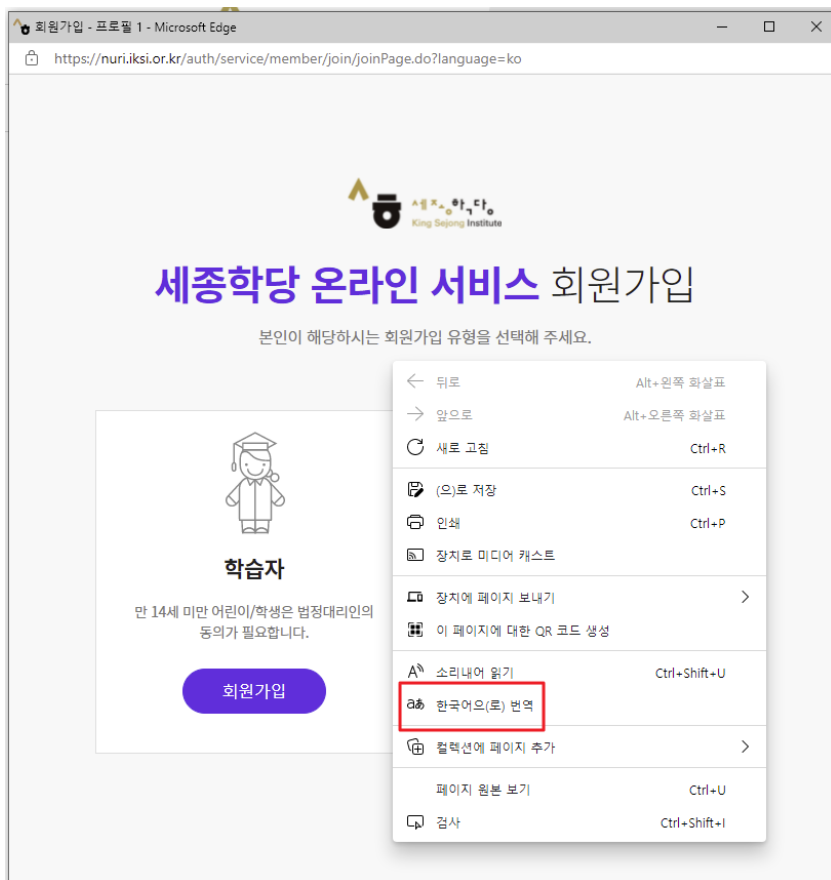 회원가입 - 프로필 1 - Microsoft Edge
https://nuri.iksi.or.kr/auth/service/member/join/joinPage.do?language=ko
세종학당
King Sejong Institute
세종학당 온라인 서비스 회원가입
본인이 해당하시는 회원가입 유형을 선택해 주세요.
학습자
만 14세 미만 어린이/학생은 법정대리인의
동의가 필요합니다.
회원가입
뒤로 Alt+왼쪽 화살표
앞으로 Alt+오른쪽 화살표
새로 고침 Ctrl+R
(으)로 저장 Ctrl+S
인쇄 Ctrl+P
장치로 미디어 캐스트
장치에 페이지 보내기
이 페이지에 대한 QR 코드 생성
소리내어 읽기 Ctrl+Shift+U
한국어으(로) 번역
컬렉션에 페이지 추가
페이지 원본 보기 Ctrl+U
검사 Ctrl+Shift+I